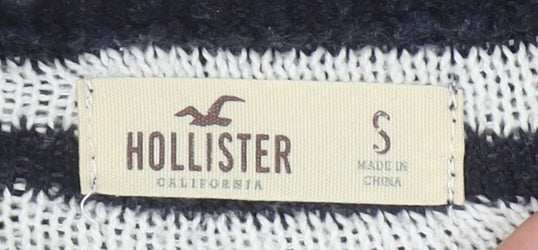 HOLLISTER
CALIFORNIA
S
MADE IN
CHINA